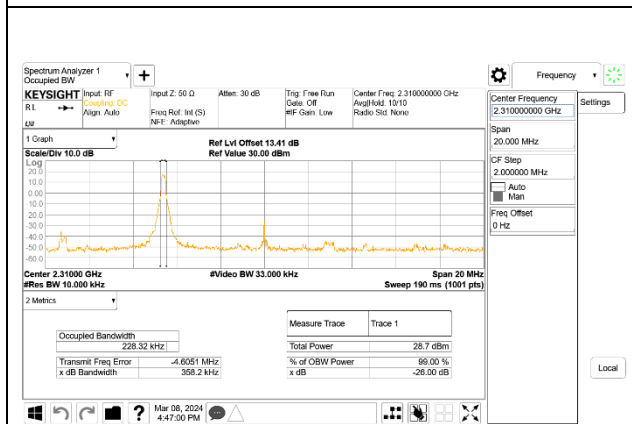 Spectrum Analyzer 1
Occupied BW
+
Frequency
KEYSIGHT
R L
Input: RF
Coupling: DC
Align: Auto
Input Z: 50 Ω
Freq Ref: Int (S)
NFE: Adaptive
Atten: 30 dB
Trig: Free Run
Gate: Off
#IF Gain: Low
Center Freq: 2.310000000 GHz
Avg|Hold: 10/10
Radio Std: None
Center Frequency
2.310000000 GHz
Settings
Span
20.000 MHz
CF Step
2.000000 MHz
Auto
Man
Freq Offset
0 Hz
Local
1 Graph
Scale/Div 10.0 dB
Ref Lvl Offset 13.41 dB
Ref Value 30.00 dBm
Log
20.0
10.0
0.00
-10.0
-20.0
-30.0
-40.0
-50.0
-60.0
Center 2.31000 GHz
#Video BW 33.000 kHz
Span 20 MHz
#Res BW 10.000 kHz
Sweep 190 ms (1001 pts)
2 Metrics
Occupied Bandwidth
228.32 kHz
Transmit Freq Error -4.6051 MHz
x dB Bandwidth 358.2 kHz
Measure Trace Trace 1
Total Power 28.7 dBm
% of OBW Power 99.00 %
x dB -26.00 dB
?
Mar 08, 2024
4:47:00 PM